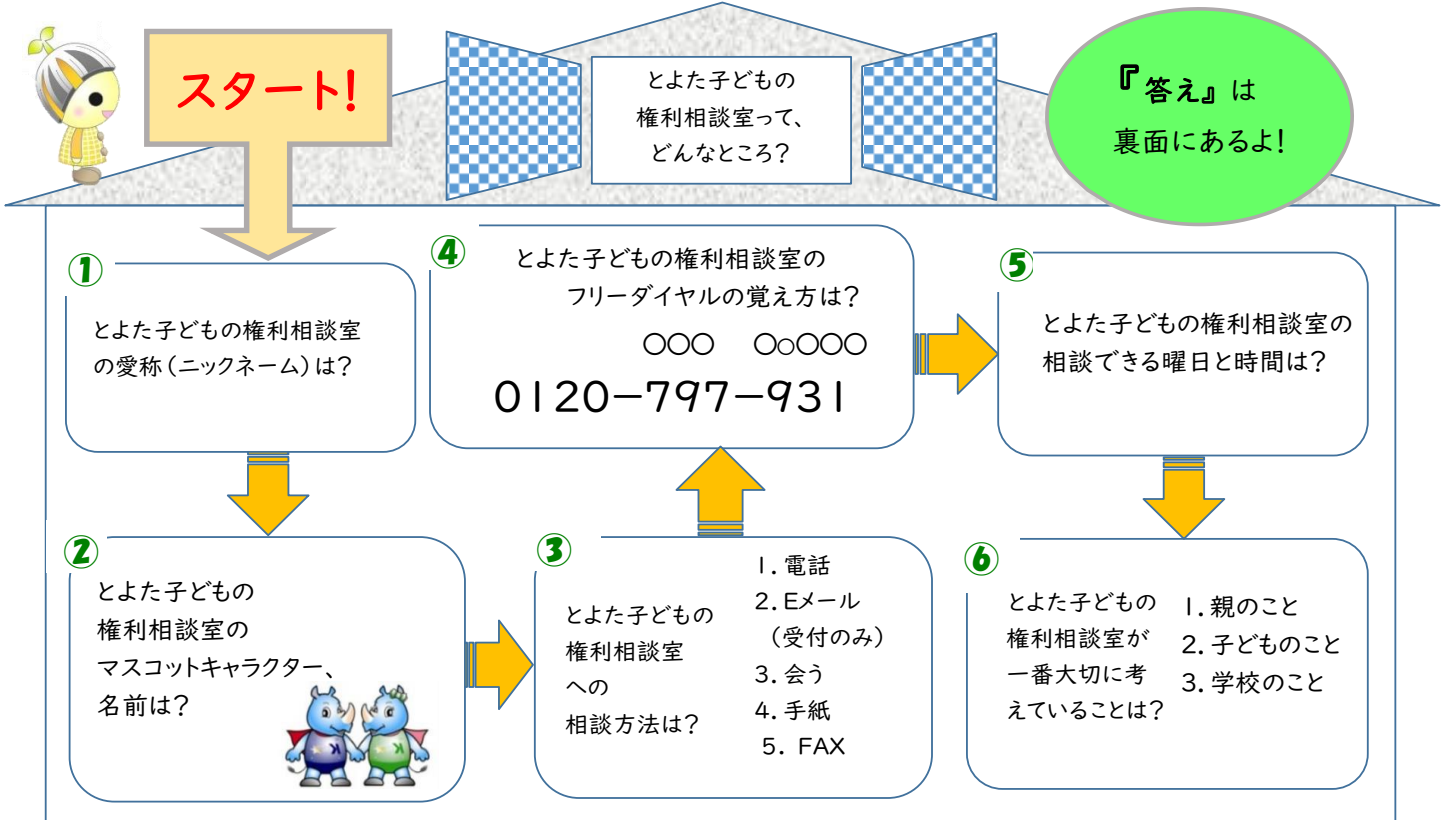 スタート!
とよた子どもの
権利相談室って、
どんなところ?
『答え』は
裏面にあるよ!
①
とよた子どもの権利相談室
の愛称(ニックネーム)は?
②
とよた子どもの
権利相談室の
マスコットキャラクター、
名前は?
K K
③
とよた子どもの
権利相談室
への
相談方法は?
1.電話
2.Eメール
(受付のみ)
3.会う
4.手紙
5.FAX
④
とよた子どもの権利相談室の
フリーダイヤルの覚え方は?
○○○ ○○○○○
0120-797-931
⑤
とよた子どもの権利相談室の
相談できる曜日と時間は?
⑥
とよた子どもの
権利相談室が
一番大切に考
えていることは?
1.親のこと
2.子どものこと
3.学校のこと